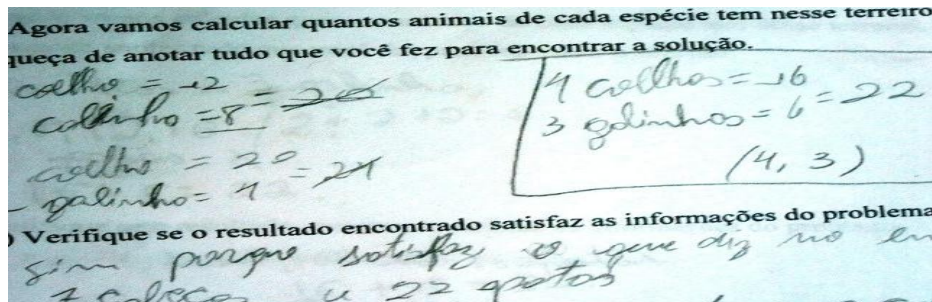 Agora vamos calcular quantos animais de cada espécie tem nesse terreiro
queça de anotar tudo que você fez para encontrar a solução.
coelho = 12
= 20
= 8
coelho = 20
= 24
galinha = 4
4 coelhos = 16
= 22
3 galinhas = 6
(4, 3)
) Verifique se o resultado encontrado satisfaz as informações do problema
Sim porque satisfaz o que diz no en
7 cabeças e 22 patas